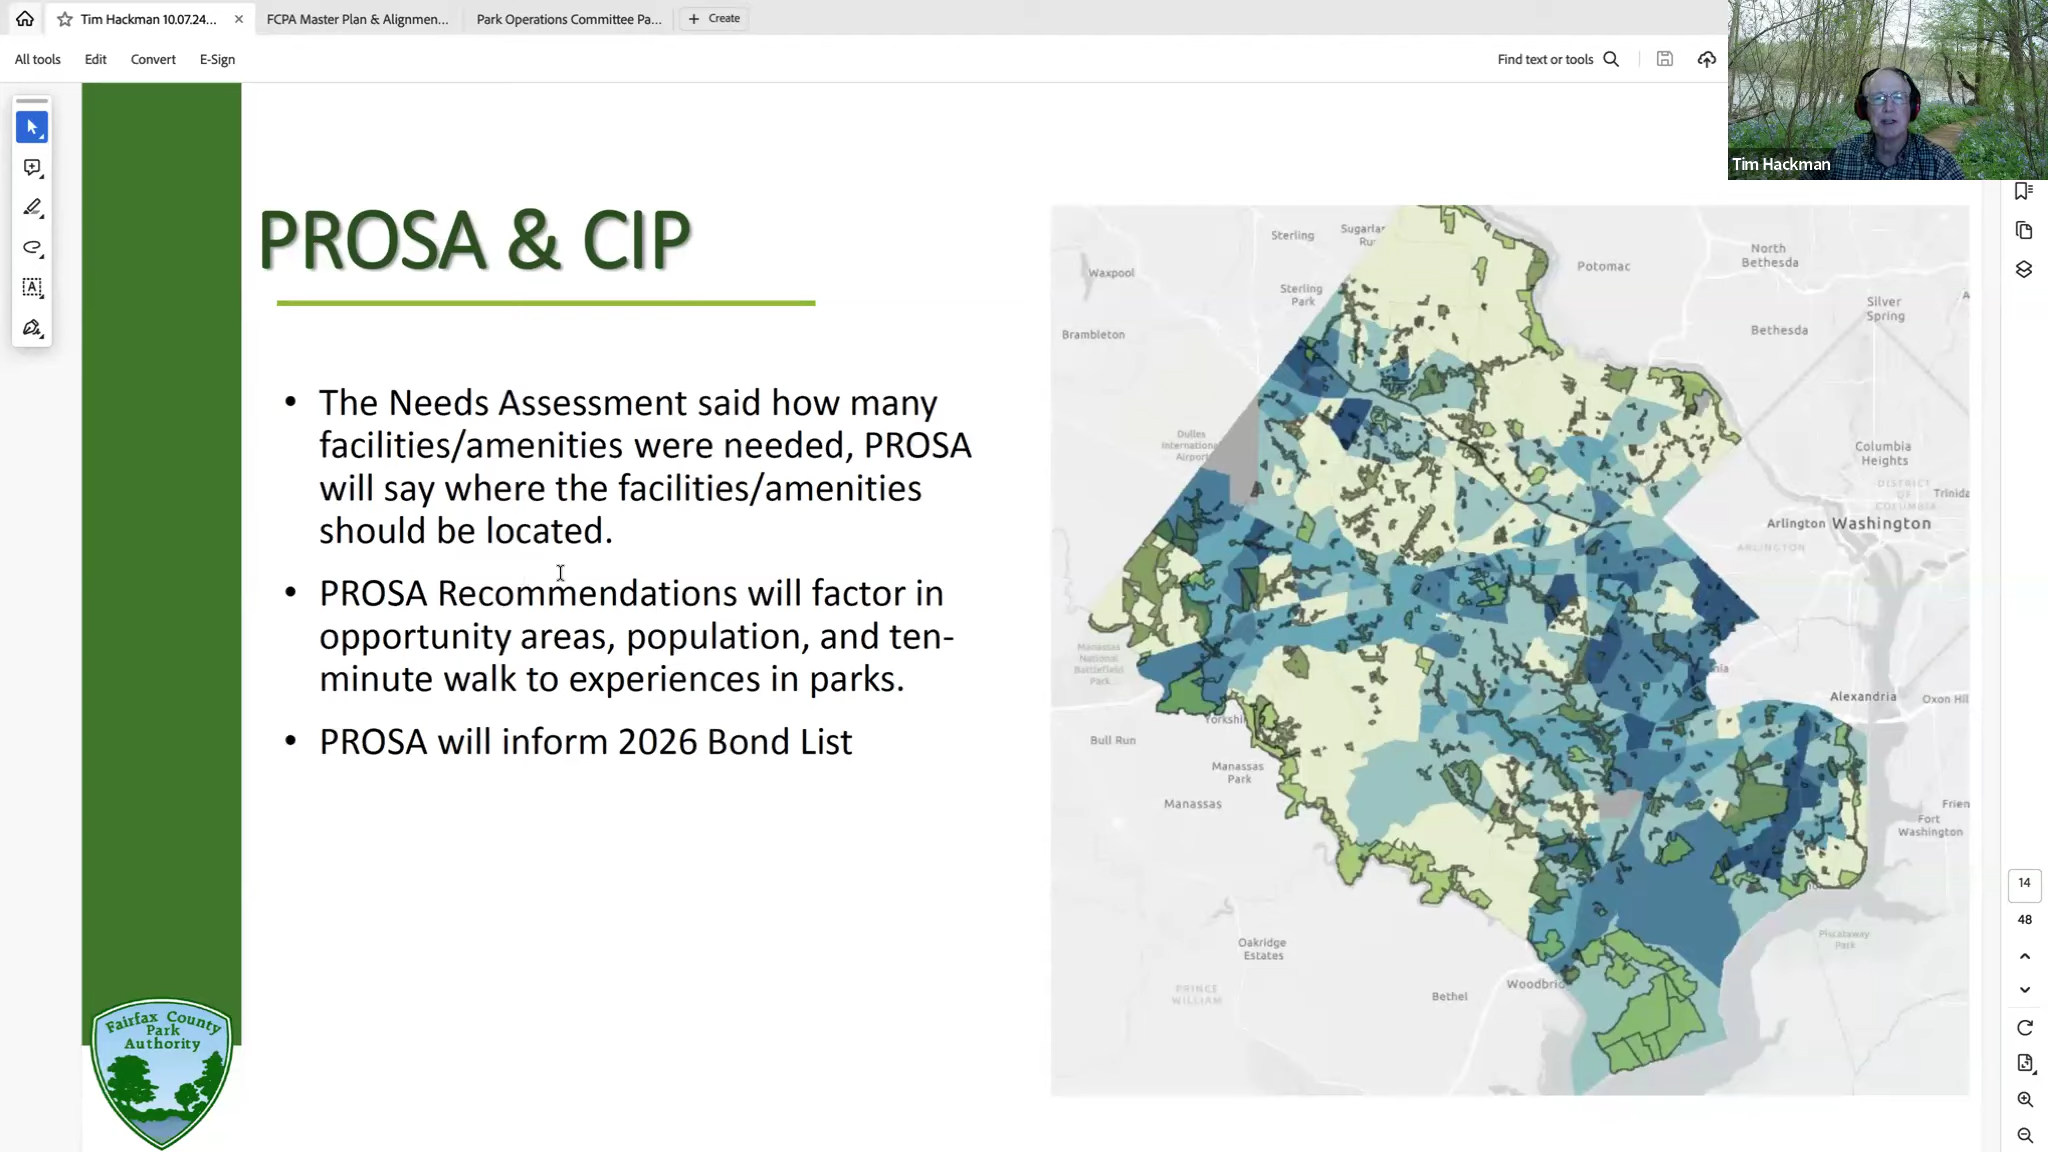 Tim Hackman 10.07.24...
FCPA Master Plan & Alignmen...
Park Operations Committee Pa...
Create
All tools
Edit
Convert
E-Sign
Find text or tools
Tim Hackman
PROSA & CIP
• The Needs Assessment said how many
facilities/amenities were needed, PROSA
will say where the facilities/amenities
should be located.
• PROSA Recommendations will factor in
opportunity areas, population, and ten-
minute walk to experiences in parks.
• PROSA will inform 2026 Bond List
Fairfax County
Park
Authority
Sterling
Sugarlan
Ru
Waxpool
Sterling
Park
Brambleton
Potomac
North
Bethesda
Silver
Spring
Bethesda
Dulles
International
Airport
Columbia
Heights
DISTRICT
OF
COLUMBIA
Trinida
Arlington
Washington
ARLINGTON
Manassas
National
Battlefield
Park
Alexandria
Oxon Hil
Yorkshi
Bull Run
Manassas
Park
Manassas
Frien
Fort
Washington
Piscataway
Park
Oakridge
Estates
PRINCE
WILLIAM
Bethel
Woodbrid
14
48